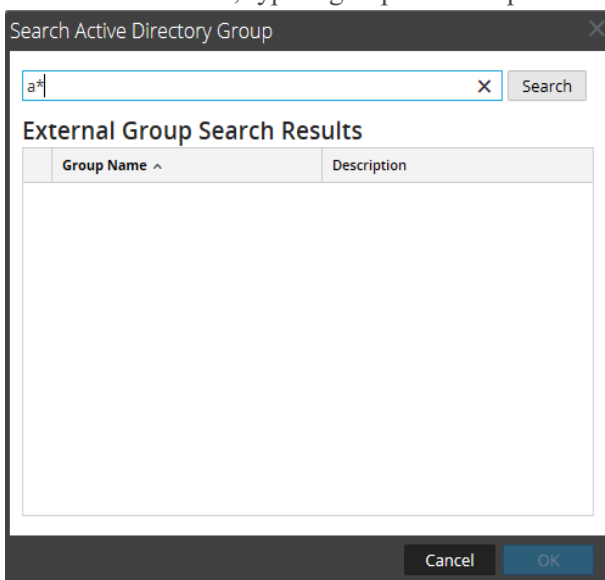 Search Active Directory Group
a*
Search
External Group Search Results
Group Name Description
Cancel OK